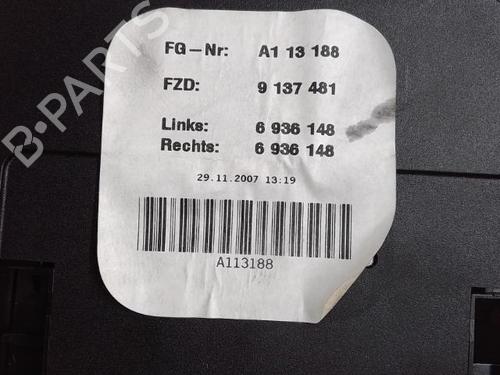 FG-Nr: A1 13 188
FZD: 9 137 481
Links: 6 936 148
Rechts: 6 936 148
29.11.2007 13:19
A113188
B-PARTS